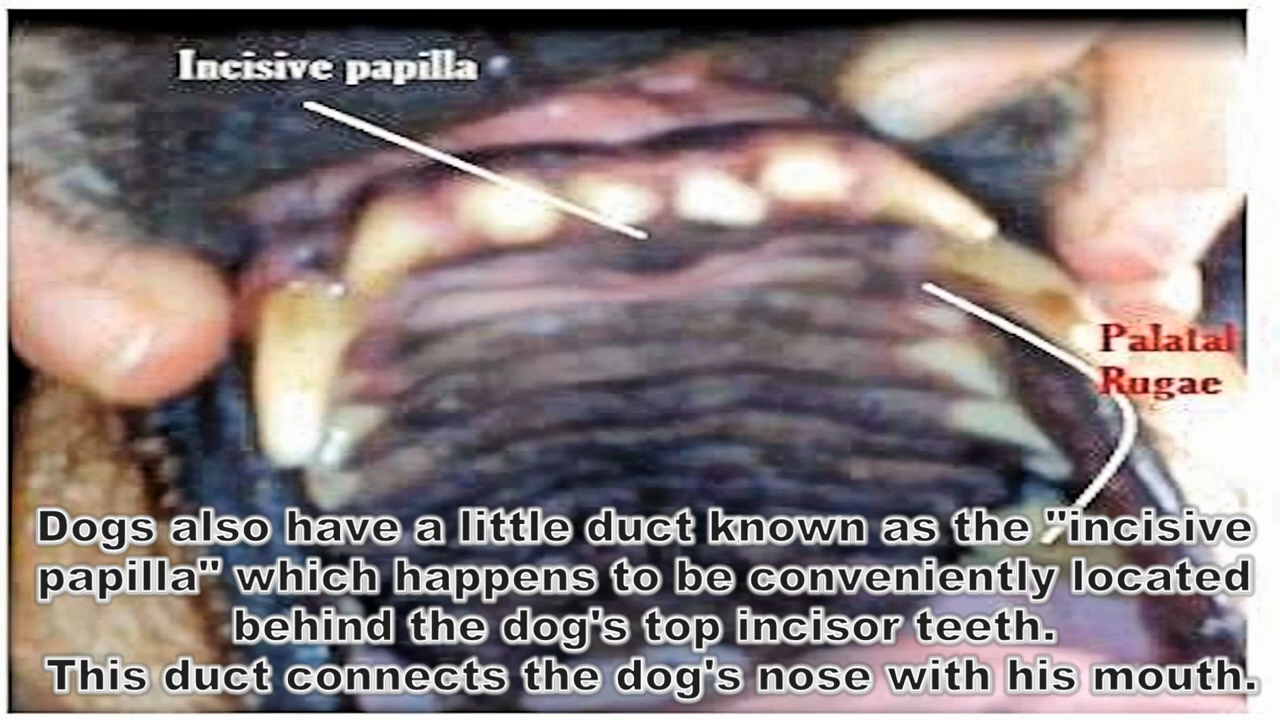 Incisive papilla
Palatal
Rugae
Dogs also have a little duct known as the "incisive
papilla" which happens to be conveniently located
behind the dog's top incisor teeth.
This duct connects the dog's nose with his mouth.